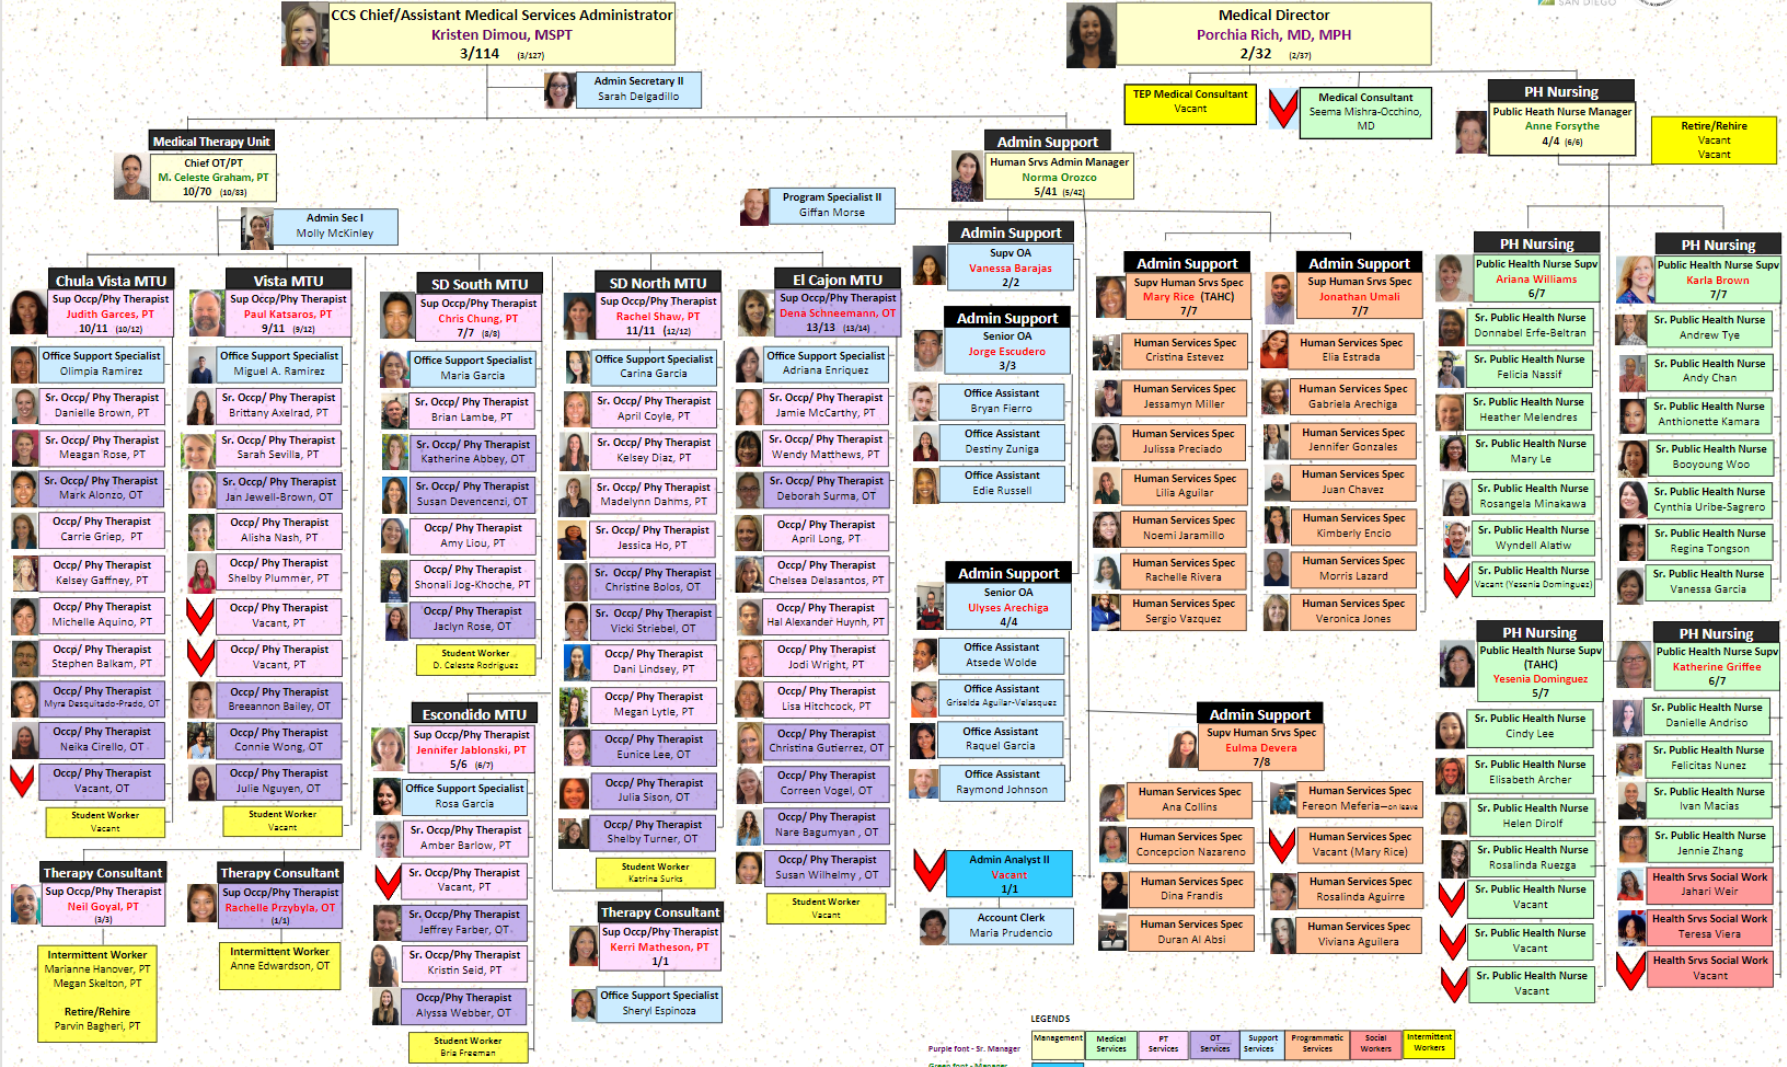 SAN DIEGO
CCS Chief/Assistant Medical Services Administrator
Kristen Dimou, MSPT
3/114 (3/127)
Medical Director
Porchia Rich, MD, MPH
2/32 (2/37)
Admin Secretary II
Sarah Delgadillo
TEP Medical Consultant
Vacant
Medical Consultant
Seema Mishra-Occhino,
MD
PH Nursing
Public Heath Nurse Manager
Anne Forsythe
4/4 (6/6)
Retire/Rehire
Vacant
Vacant
Medical Therapy Unit
Chief OT/PT
M. Celeste Graham, PT
10/70 (10/83)
Admin Sec I
Molly McKinley
Admin Support
Human Srvs Admin Manager
Norma Orozco
5/41 (5/42)
Program Specialist II
Giffan Morse
Chula Vista MTU
Sup Occp/Phy Therapist
Judith Garces, PT
10/11 (10/12)
Office Support Specialist
Olimpia Ramirez
Sr. Occp/ Phy Therapist
Danielle Brown, PT
Sr. Occp/ Phy Therapist
Meagan Rose, PT
Sr. Occp/ Phy Therapist
Mark Alonzo, OT
Occp/ Phy Therapist
Carrie Griep, PT
Occp/ Phy Therapist
Kelsey Gaffney, PT
Occp/ Phy Therapist
Michelle Aquino, PT
Occp/ Phy Therapist
Stephen Balkam, PT
Occp/ Phy Therapist
Myra Desquitado-Prado, OT
Occp/ Phy Therapist
Neika Cirello, OT
Occp/ Phy Therapist
Vacant, OT
Student Worker
Vacant
Vista MTU
Sup Occp/Phy Therapist
Paul Katsaros, PT
9/11 (9/12)
Office Support Specialist
Miguel A. Ramirez
Sr. Occp/ Phy Therapist
Brittany Axelrad, PT
Sr. Occp/ Phy Therapist
Sarah Sevilla, PT
Sr. Occp/ Phy Therapist
Jan Jewell-Brown, OT
Occp/ Phy Therapist
Alisha Nash, PT
Occp/ Phy Therapist
Shelby Plummer, PT
Occp/ Phy Therapist
Vacant, PT
Occp/ Phy Therapist
Vacant, PT
Occp/ Phy Therapist
Breeannon Bailey, OT
Occp/ Phy Therapist
Connie Wong, OT
Occp/ Phy Therapist
Julie Nguyen, OT
Student Worker
Vacant
Therapy Consultant
Sup Occp/Phy Therapist
Neil Goyal, PT
(3/3)
Intermittent Worker
Marianne Hanover, PT
Megan Skelton, PT
Retire/Rehire
Parvin Bagheri, PT
Therapy Consultant
Sup Occp/Phy Therapist
Rachelle Przybyla, OT
(1/1)
Intermittent Worker
Anne Edwardson, OT
SD South MTU
Sup Occp/Phy Therapist
Chris Chung, PT
7/7 (8/8)
Office Support Specialist
Maria Garcia
Sr. Occp/ Phy Therapist
Brian Lambe, PT
Sr. Occp/ Phy Therapist
Katherine Abbey, OT
Sr. Occp/ Phy Therapist
Susan Devencenzi, OT
Occp/ Phy Therapist
Amy Liou, PT
Occp/ Phy Therapist
Shonali Jog-Khoche, PT
Occp/ Phy Therapist
Jaclyn Rose, OT
Student Worker
D. Celeste Rodriguez
Escondido MTU
Sup Occp/Phy Therapist
Jennifer Jablonski, PT
5/6 (6/7)
Office Support Specialist
Rosa Garcia
Sr. Occp/Phy Therapist
Amber Barlow, PT
Sr. Occp/Phy Therapist
Vacant, PT
Sr. Occp/Phy Therapist
Jeffrey Farber, OT
Sr. Occp/Phy Therapist
Kristin Seid, PT
Occp/Phy Therapist
Alyssa Webber, OT
Student Worker
Bria Freeman
SD North MTU
Sup Occp/Phy Therapist
Rachel Shaw, PT
11/11 (12/12)
Office Support Specialist
Carina Garcia
Sr. Occp/ Phy Therapist
April Coyle, PT
Sr. Occp/ Phy Therapist
Kelsey Diaz, PT
Sr. Occp/ Phy Therapist
Madelynn Dahms, PT
Sr. Occp/ Phy Therapist
Jessica Ho, PT
Sr. Occp/ Phy Therapist
Christine Bolos, OT
Sr. Occp/ Phy Therapist
Vicki Striebel, OT
Occp/ Phy Therapist
Dani Lindsey, PT
Occp/ Phy Therapist
Megan Lytle, PT
Occp/ Phy Therapist
Eunice Lee, OT
Occp/ Phy Therapist
Julia Sison, OT
Occp/ Phy Therapist
Shelby Turner, OT
Student Worker
Katrina Surks
Therapy Consultant
Sup Occp/Phy Therapist
Kerri Matheson, PT
1/1
Office Support Specialist
Sheryl Espinoza
El Cajon MTU
Sup Occp/Phy Therapist
Dena Schneemann, OT
13/13 (13/14)
Office Support Specialist
Adriana Enriquez
Sr. Occp/ Phy Therapist
Jamie McCarthy, PT
Sr. Occp/ Phy Therapist
Wendy Matthews, PT
Sr. Occp/ Phy Therapist
Deborah Surma, OT
Occp/ Phy Therapist
April Long, PT
Occp/ Phy Therapist
Chelsea Delasantos, PT
Occp/ Phy Therapist
Hal Alexander Huynh, PT
Occp/ Phy Therapist
Jodi Wright, PT
Occp/ Phy Therapist
Lisa Hitchcock, PT
Occp/ Phy Therapist
Christina Gutierrez, OT
Occp/ Phy Therapist
Correen Vogel, OT
Occp/ Phy Therapist
Nare Bagumyan , OT
Occp/ Phy Therapist
Susan Wilhelmy , OT
Student Worker
Vacant
Admin Support
Supv OA
Vanessa Barajas
2/2
Admin Support
Senior OA
Jorge Escudero
3/3
Office Assistant
Bryan Fierro
Office Assistant
Destiny Zuniga
Office Assistant
Edie Russell
Admin Support
Senior OA
Ulyses Arechiga
4/4
Office Assistant
Atsede Wolde
Office Assistant
Griselda Aguilar-Velasquez
Office Assistant
Raquel Garcia
Office Assistant
Raymond Johnson
Admin Analyst II
Vacant
1/1
Account Clerk
Maria Prudencio
Admin Support
Supv Human Srvs Spec
Mary Rice (TAHC)
7/7
Human Services Spec
Cristina Estevez
Human Services Spec
Jessamyn Miller
Human Services Spec
Julissa Preciado
Human Services Spec
Lilia Aguilar
Human Services Spec
Noemi Jaramillo
Human Services Spec
Rachelle Rivera
Human Services Spec
Sergio Vazquez
Admin Support
Sup Human Srvs Spec
Jonathan Umali
7/7
Human Services Spec
Elia Estrada
Human Services Spec
Gabriela Arechiga
Human Services Spec
Jennifer Gonzales
Human Services Spec
Juan Chavez
Human Services Spec
Kimberly Encio
Human Services Spec
Morris Lazard
Human Services Spec
Veronica Jones
Admin Support
Supv Human Srvs Spec
Eulma Devera
7/8
Human Services Spec
Ana Collins
Human Services Spec
Concepcion Nazareno
Human Services Spec
Dina Frandis
Human Services Spec
Duran Al Absi
Human Services Spec
Fereon Meferia—on leave
Human Services Spec
Vacant (Mary Rice)
Human Services Spec
Rosalinda Aguirre
Human Services Spec
Viviana Aguilera
PH Nursing
Public Health Nurse Supv
Ariana Williams
6/7
Sr. Public Health Nurse
Donnabel Erfe-Beltran
Sr. Public Health Nurse
Felicia Nassif
Sr. Public Health Nurse
Heather Melendres
Sr. Public Health Nurse
Mary Le
Sr. Public Health Nurse
Rosangela Minakawa
Sr. Public Health Nurse
Wyndell Alatiw
Sr. Public Health Nurse
Vacant (Yesenia Dominguez)
PH Nursing
Public Health Nurse Supv
Karla Brown
7/7
Sr. Public Health Nurse
Andrew Tye
Sr. Public Health Nurse
Andy Chan
Sr. Public Health Nurse
Anthionette Kamara
Sr. Public Health Nurse
Booyoung Woo
Sr. Public Health Nurse
Cynthia Uribe-Sagrero
Sr. Public Health Nurse
Regina Tongson
Sr. Public Health Nurse
Vanessa Garcia
PH Nursing
Public Health Nurse Supv
(TAHC)
Yesenia Dominguez
5/7
Sr. Public Health Nurse
Cindy Lee
Sr. Public Health Nurse
Elisabeth Archer
Sr. Public Health Nurse
Helen Dirolf
Sr. Public Health Nurse
Rosalinda Ruezga
Sr. Public Health Nurse
Vacant
Sr. Public Health Nurse
Vacant
Sr. Public Health Nurse
Vacant
PH Nursing
Public Health Nurse Supv
Katherine Griffee
6/7
Sr. Public Health Nurse
Danielle Andriso
Sr. Public Health Nurse
Felicitas Nunez
Sr. Public Health Nurse
Ivan Macias
Sr. Public Health Nurse
Jennie Zhang
Health Srvs Social Work
Jahari Weir
Health Srvs Social Work
Teresa Viera
Health Srvs Social Work
Vacant
LEGENDS
Purple font - Sr. Manager
Green font - Manager
Management
Medical
Services
PT
Services
OT
Services
Support
Services
Programmatic
Services
Social
Workers
Intermittent
Workers